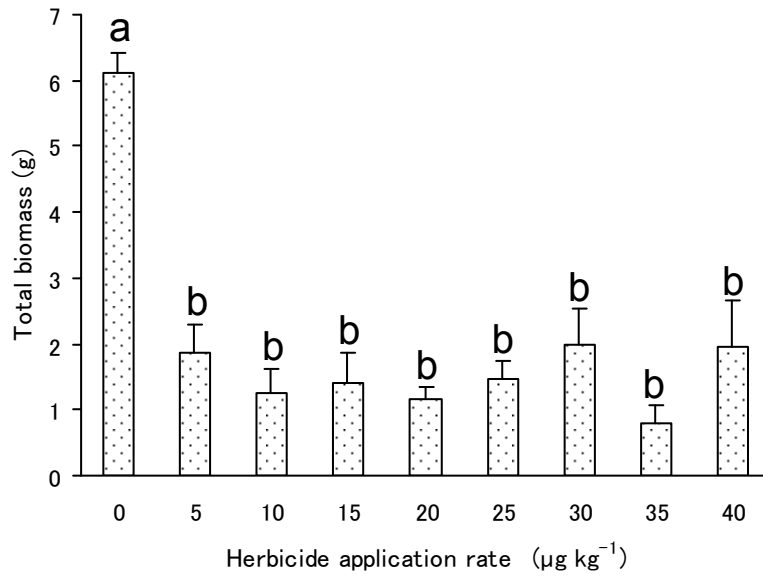 7
6
5
4
3
2
1
0
Total biomass (g)
a
b
b
b
b
b
b
b
b
0 5 10 15 20 25 30 35 40
Herbicide application rate (µg kg⁻¹)